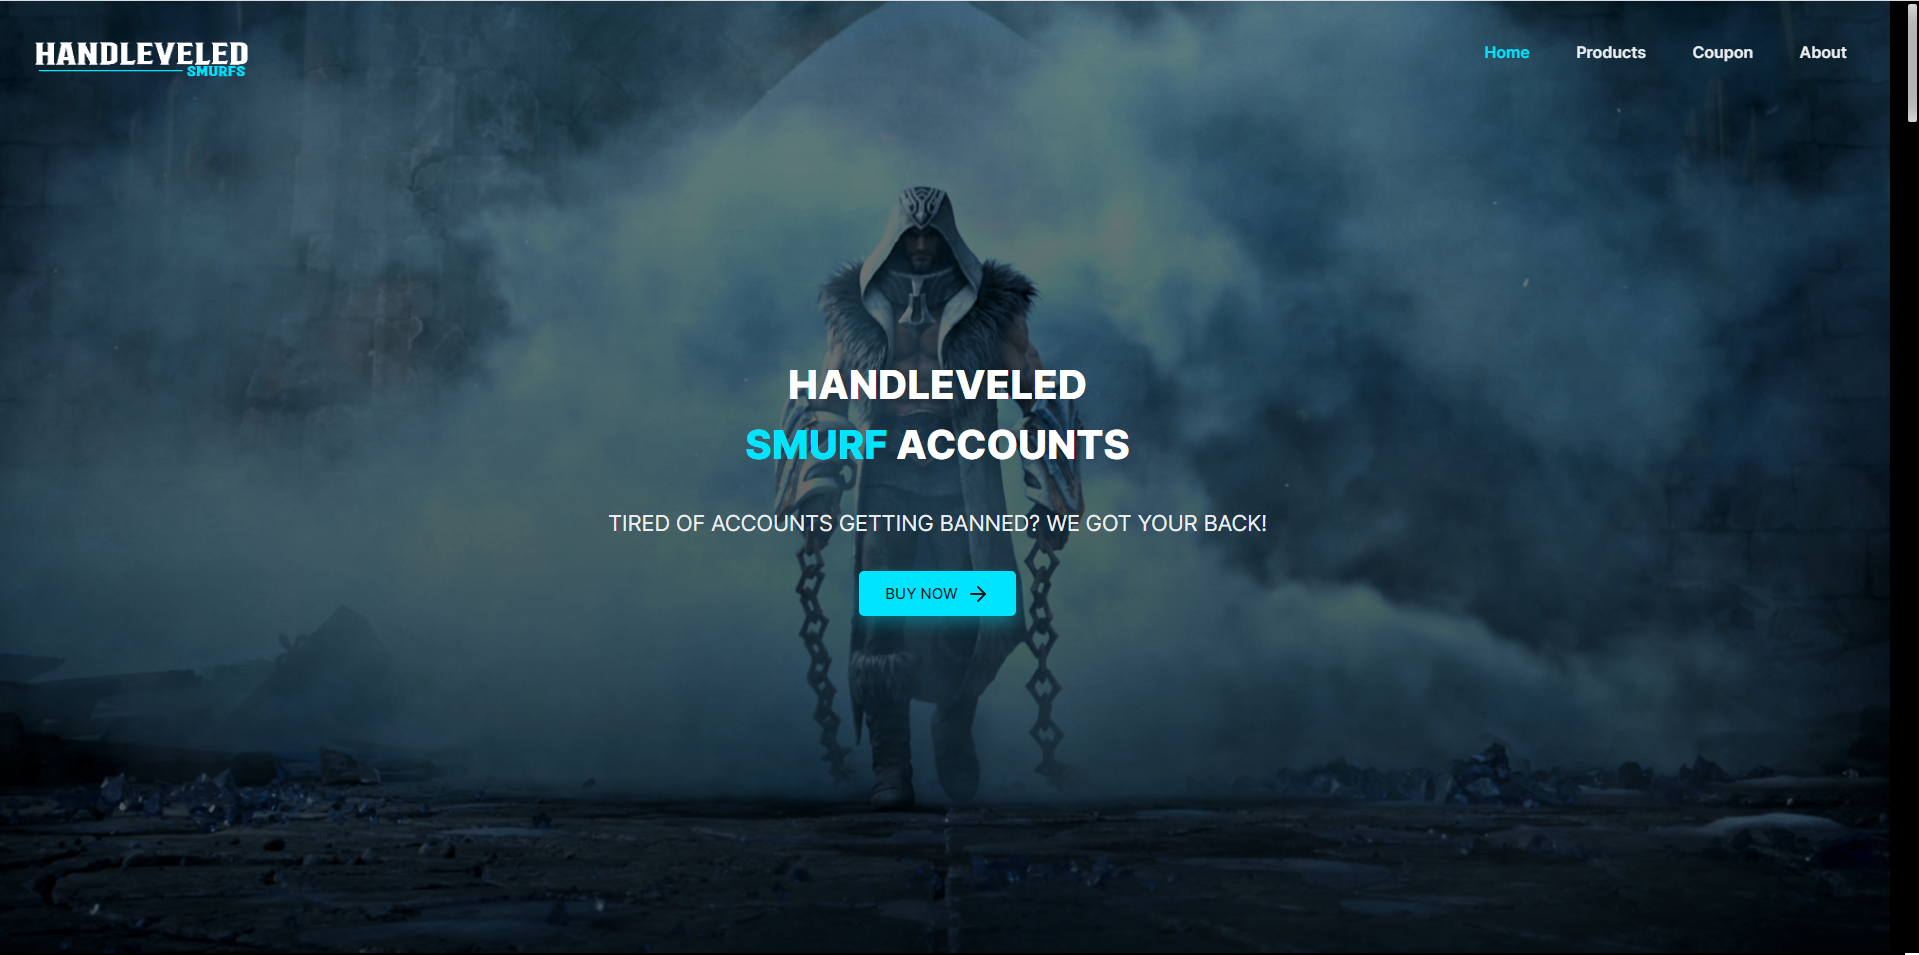 HANDLEVELED
SMURFS
Home Products Coupon About
HANDLEVELED
SMURF ACCOUNTS
TIRED OF ACCOUNTS GETTING BANNED? WE GOT YOUR BACK!
BUY NOW